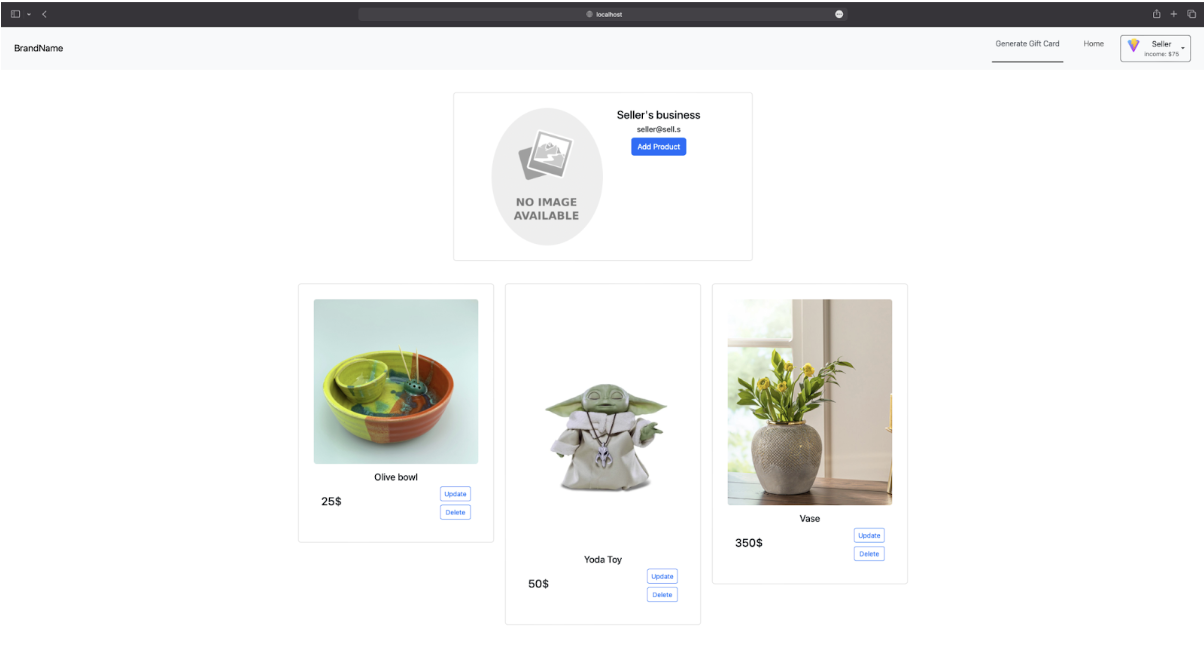 localhost
BrandName
Generate Gift Card
Home
Seller
income: $75
Seller's business
seller@sell.s
Add Product
NO IMAGE
AVAILABLE
Olive bowl
25$
Update
Delete
Yoda Toy
50$
Update
Delete
Vase
350$
Update
Delete